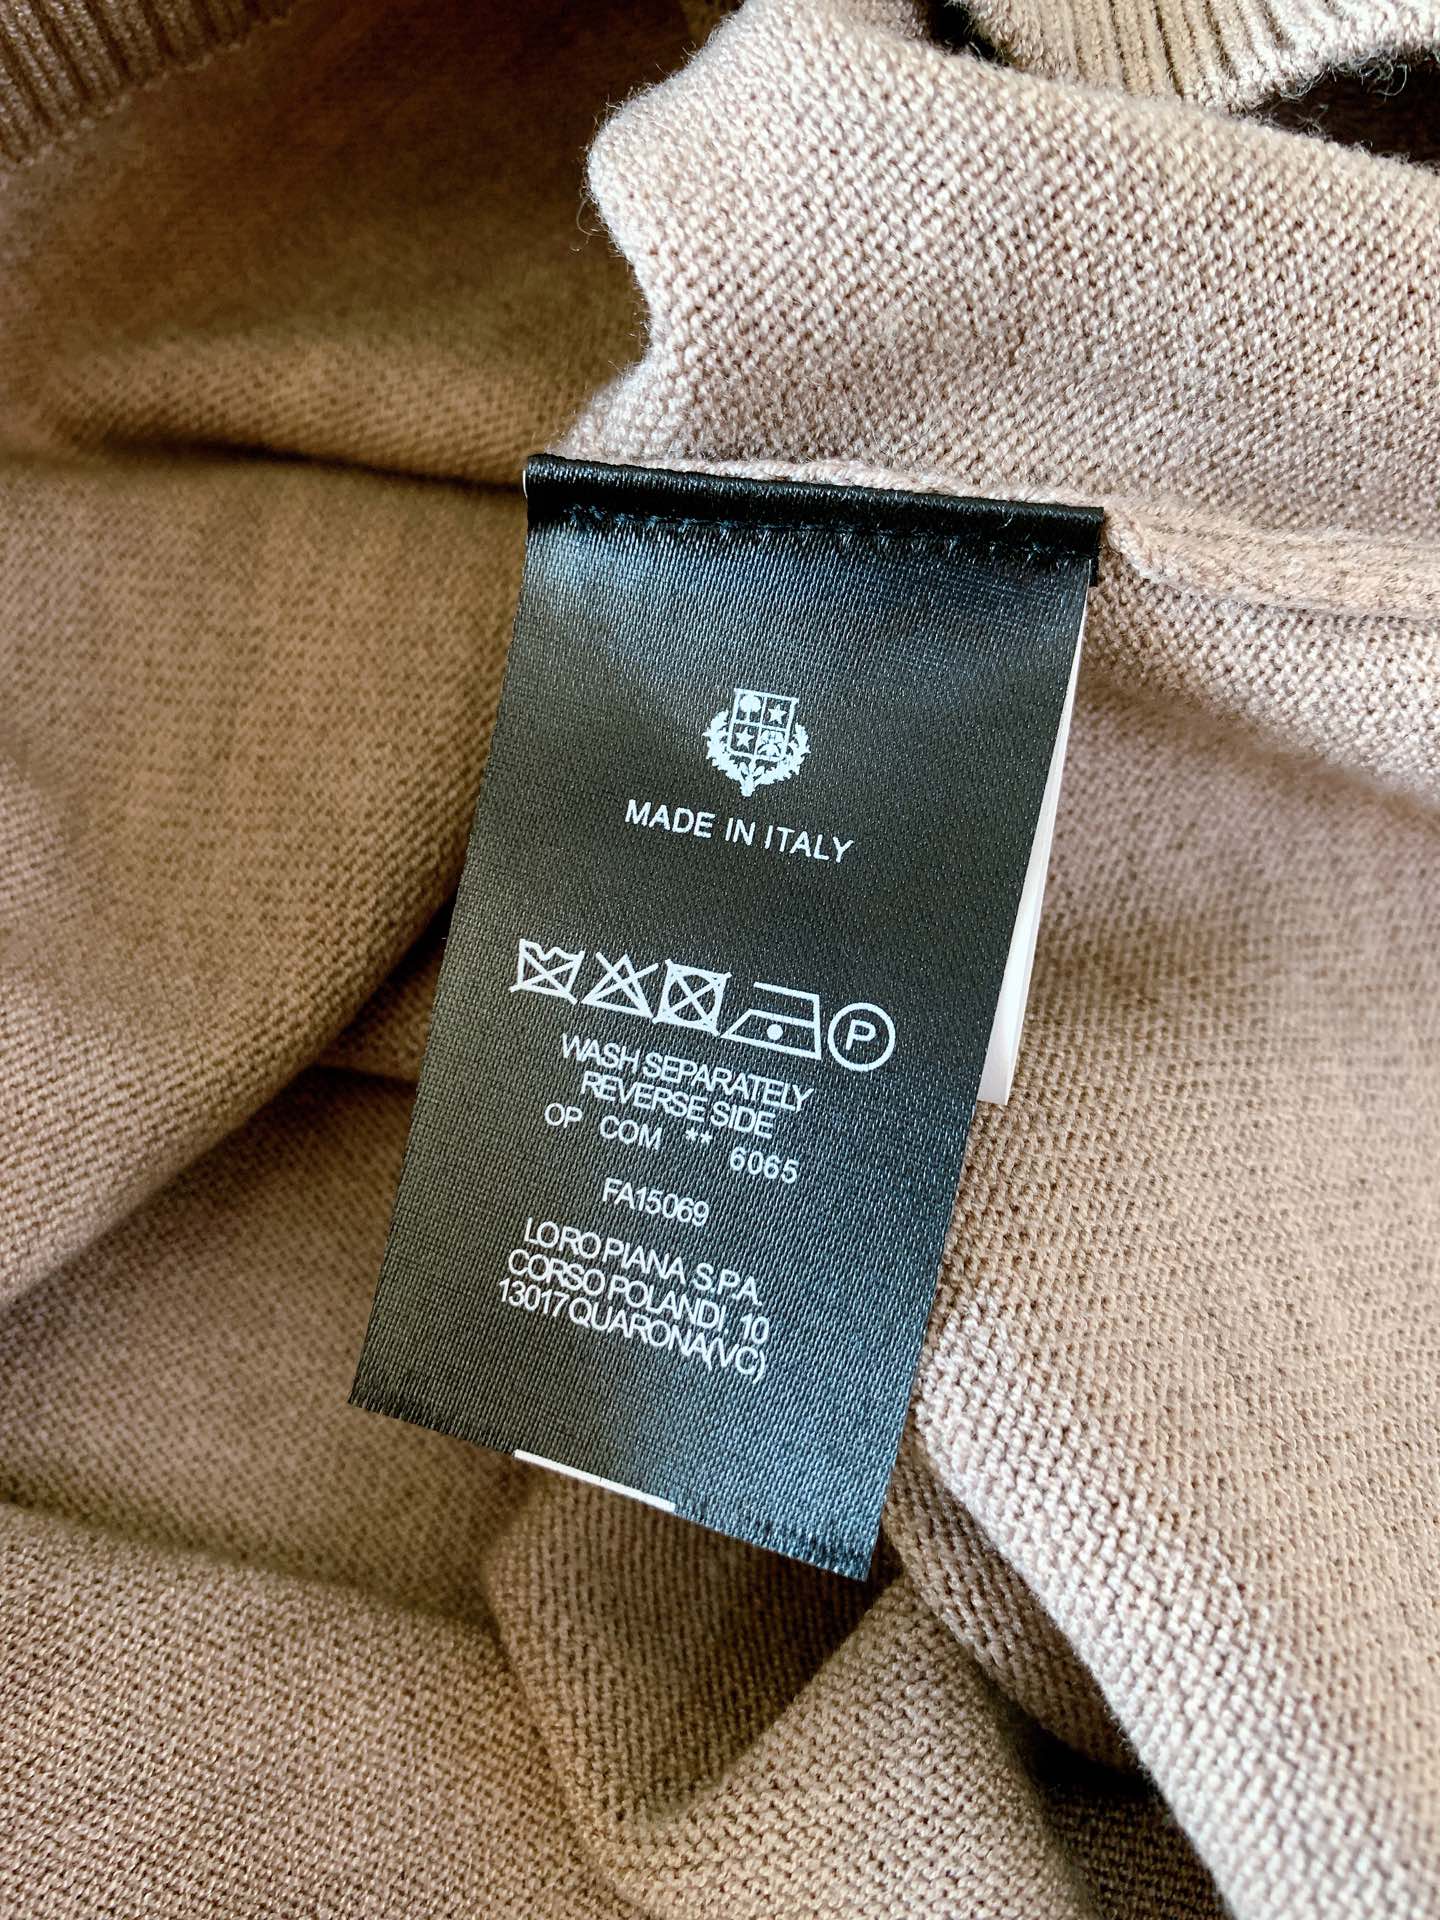 MADE IN ITALY
P
WASH SEPARATELY
REVERSE SIDE
OP COM ** 6065
FA15069
LORO PIANA S.P.A.
CORSO POLANDI, 10
13017 QUARONA (VC)